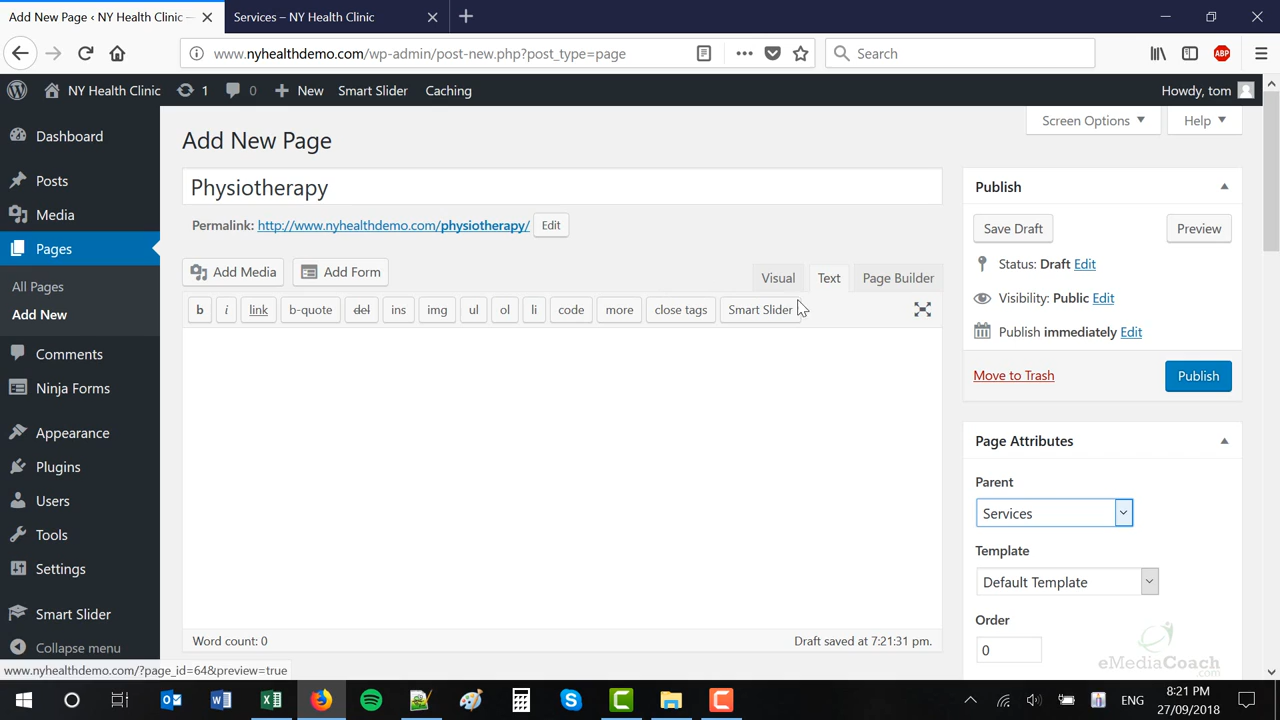 Add New Page ‹ NY Health Clinic —
Services – NY Health Clinic
www.nyhealthdemo.com/wp-admin/post-new.php?post_type=page
Search
ABP
NY Health Clinic
1
0
New
Smart Slider
Caching
Howdy, tom
Dashboard
Posts
Media
Pages
All Pages
Add New
Comments
Ninja Forms
Appearance
Plugins
Users
Tools
Settings
Smart Slider
Collapse menu
Screen Options
Help
Add New Page
Physiotherapy
Permalink: http://www.nyhealthdemo.com/physiotherapy/ Edit
Add Media
Add Form
Visual
Text
Page Builder
b
i
link
b-quote
del
ins
img
ul
ol
li
code
more
close tags
Smart Slider
Word count: 0
Draft saved at 7:21:31 pm.
Publish
Save Draft
Preview
Status: Draft Edit
Visibility: Public Edit
Publish immediately Edit
Move to Trash
Publish
Page Attributes
Parent
Services
Template
Default Template
Order
0
eMediaCoach.com
www.nyhealthdemo.com/?page_id=64&preview=true
ENG
8:21 PM
27/09/2018